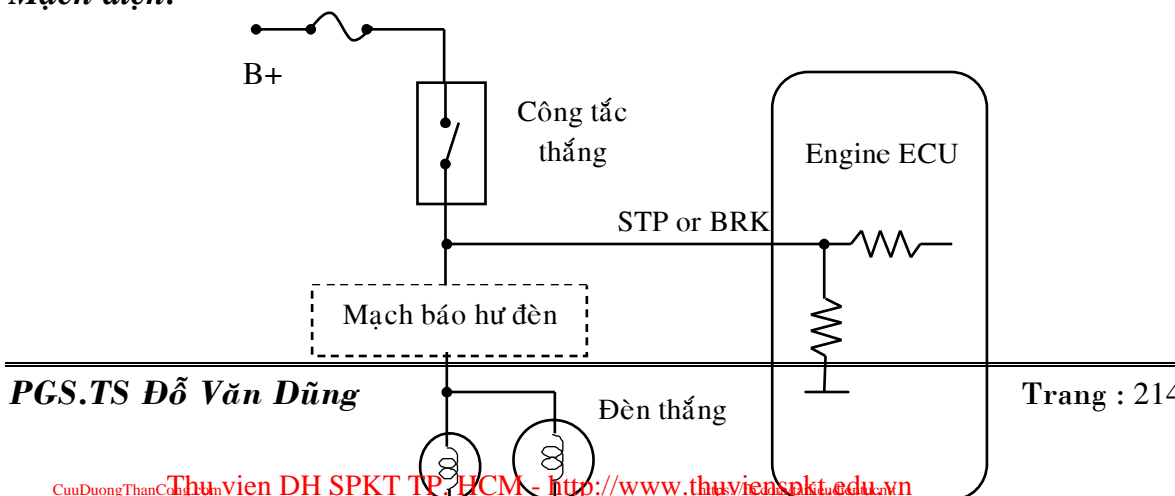 Mạch điện:
B+
Công tắc
thắng
Engine ECU
STP or BRK
Mạch báo hư đèn
PGS.TS Đỗ Văn Dũng
Trang : 214
Đèn thắng
CuuDuongThanCong.com
Thu vien DH SPKT TP. HCM - http://www.thuvienspkt.edu.vn